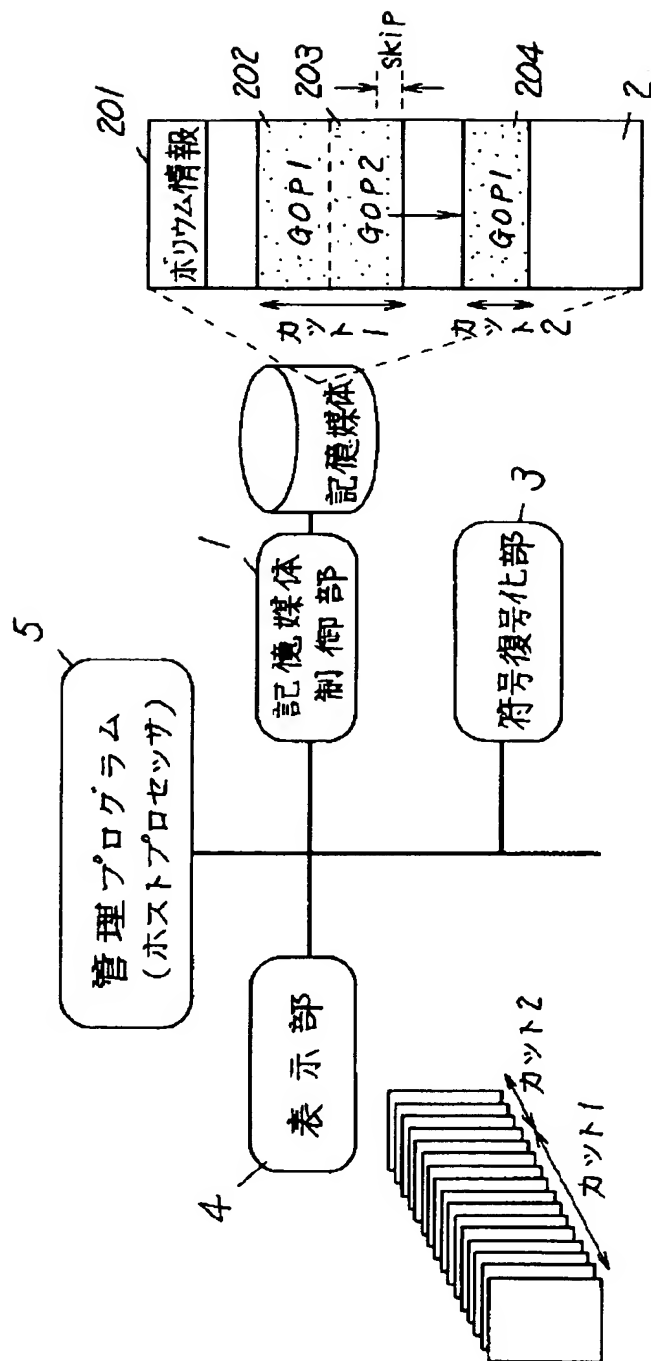 5
管理プログラム
(ホストプロセッサ)
4
表示部
1
記憶媒体
制御部
記憶媒体
3
符号復号化部
カット2
カット1
201
ボリウム情報
202
GOP1
203
GOP2
skip
カット1
GOP1
204
カット2
2